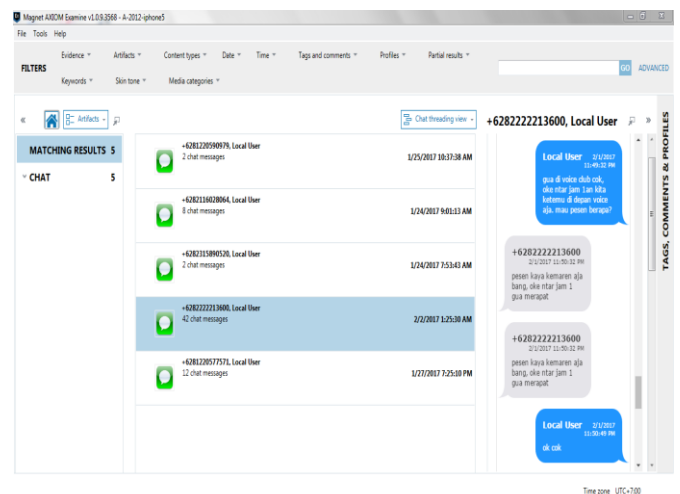 Magnet AXIOM Examine v1.0.9.3568 - A-2012-iphone5
File Tools Help
FILTERS
Evidence Artifacts Content types Date Time Tags and comments Profiles Partial results
Keywords Skin tone Media categories
GO ADVANCED
« Artifacts Chat threading view +6282222213600, Local User »
MATCHING RESULTS 5
CHAT 5
+6281220590979, Local User
2 chat messages
1/25/2017 10:37:38 AM
+6282116028064, Local User
8 chat messages
1/24/2017 9:01:13 AM
+6282315890520, Local User
2 chat messages
1/24/2017 7:53:43 AM
+6282222213600, Local User
42 chat messages
2/2/2017 1:25:30 AM
+6281220577571, Local User
12 chat messages
1/27/2017 7:25:10 PM
Local User 2/1/2017
11:49:32 PM
gua di voice club cok,
oke ntar jam 1an kita
ketemu di depan voice
aja. mau pesen berapa?
+6282222213600
2/1/2017 11:50:32 PM
pesen kaya kemaren aja
bang, oke ntar jam 1
gua merapat
+6282222213600
2/1/2017 11:50:32 PM
pesen kaya kemaren aja
bang, oke ntar jam 1
gua merapat
Local User 2/1/2017
11:50:49 PM
ok cok
TAGS, COMMENTS & PROFILES
Time zone UTC+7:00